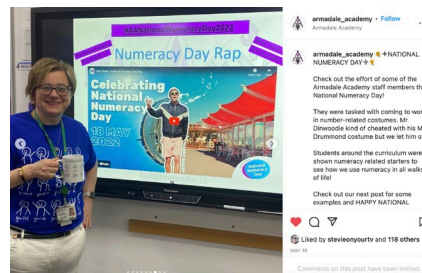 #AANationalNumeracyDay2022
Numeracy Day Rap
Celebrating
National
Numeracy
Day
18 MAY
2022
National
Numeracy
Day
armadale_academy • Follow
Armadale Academy
armadale_academy NATIONAL
NUMERACY DAY
Check out the effort of some of the
Armadale Academy staff members
National Numeracy Day!
They were tasked with coming to
in number-related costumes. Mr
Dinwoodie kind of cheated with his
Drummond costume but we let him
Students around the curriculum were
shown numeracy related starters to
see how we use numeracy in all walks
of life!
Check out our next post for some
examples and HAPPY NATIONAL
Liked by stevieonyourtv and 118 others
MAY 18
Comments on this post have been limited.